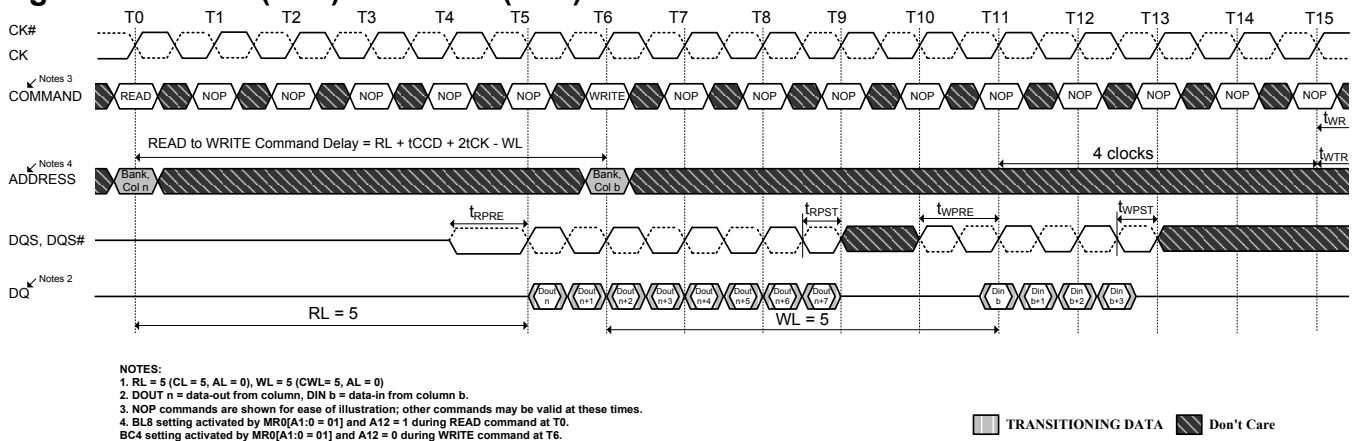 T0 T1 T2 T3 T4 T5 T6 T7 T8 T9 T10 T11 T12 T13 T14 T15
CK#
CK
Notes 3
COMMAND READ NOP NOP NOP NOP NOP WRITE NOP NOP NOP NOP NOP NOP NOP NOP NOP
tWR
READ to WRITE Command Delay = RL + tCCD + 2tCK - WL
4 clocks
tWTR
Notes 4
ADDRESS
Bank, Col n
Bank, Col b
tRPRE tRPST tWPRE tWPST
DQS, DQS#
Notes 2
DQ
Dout n
Dout n+1
Dout n+2
Dout n+3
Dout n+4
Dout n+5
Dout n+6
Dout n+7
Din b
Din b+1
Din b+2
Din b+3
RL = 5
WL = 5
NOTES:
1. RL = 5 (CL = 5, AL = 0), WL = 5 (CWL= 5, AL = 0)
2. DOUT n = data-out from column, DIN b = data-in from column b.
3. NOP commands are shown for ease of illustration; other commands may be valid at these times.
4. BL8 setting activated by MR0[A1:0 = 01] and A12 = 1 during READ command at T0.
BC4 setting activated by MR0[A1:0 = 01] and A12 = 0 during WRITE command at T6.
TRANSITIONING DATA
Don't Care